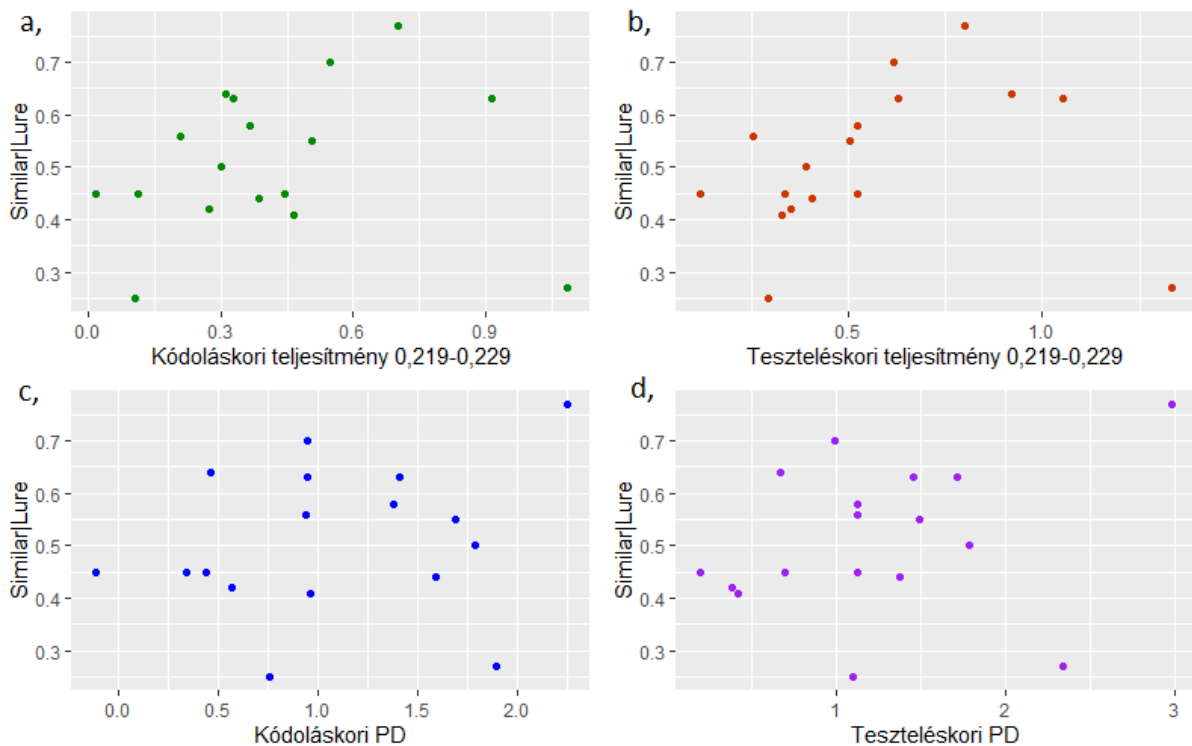 a,
Similar|Lure
0.7
0.6
0.5
0.4
0.3
0.0 0.3 0.6 0.9
Kódoláskori teljesítmény 0,219-0,229
b,
Similar|Lure
0.7
0.6
0.5
0.4
0.3
0.5 1.0
Teszteléskori teljesítmény 0,219-0,229
c,
Similar|Lure
0.7
0.6
0.5
0.4
0.3
0.0 0.5 1.0 1.5 2.0
Kódoláskori PD
d,
Similar|Lure
0.7
0.6
0.5
0.4
0.3
1 2 3
Teszteléskori PD